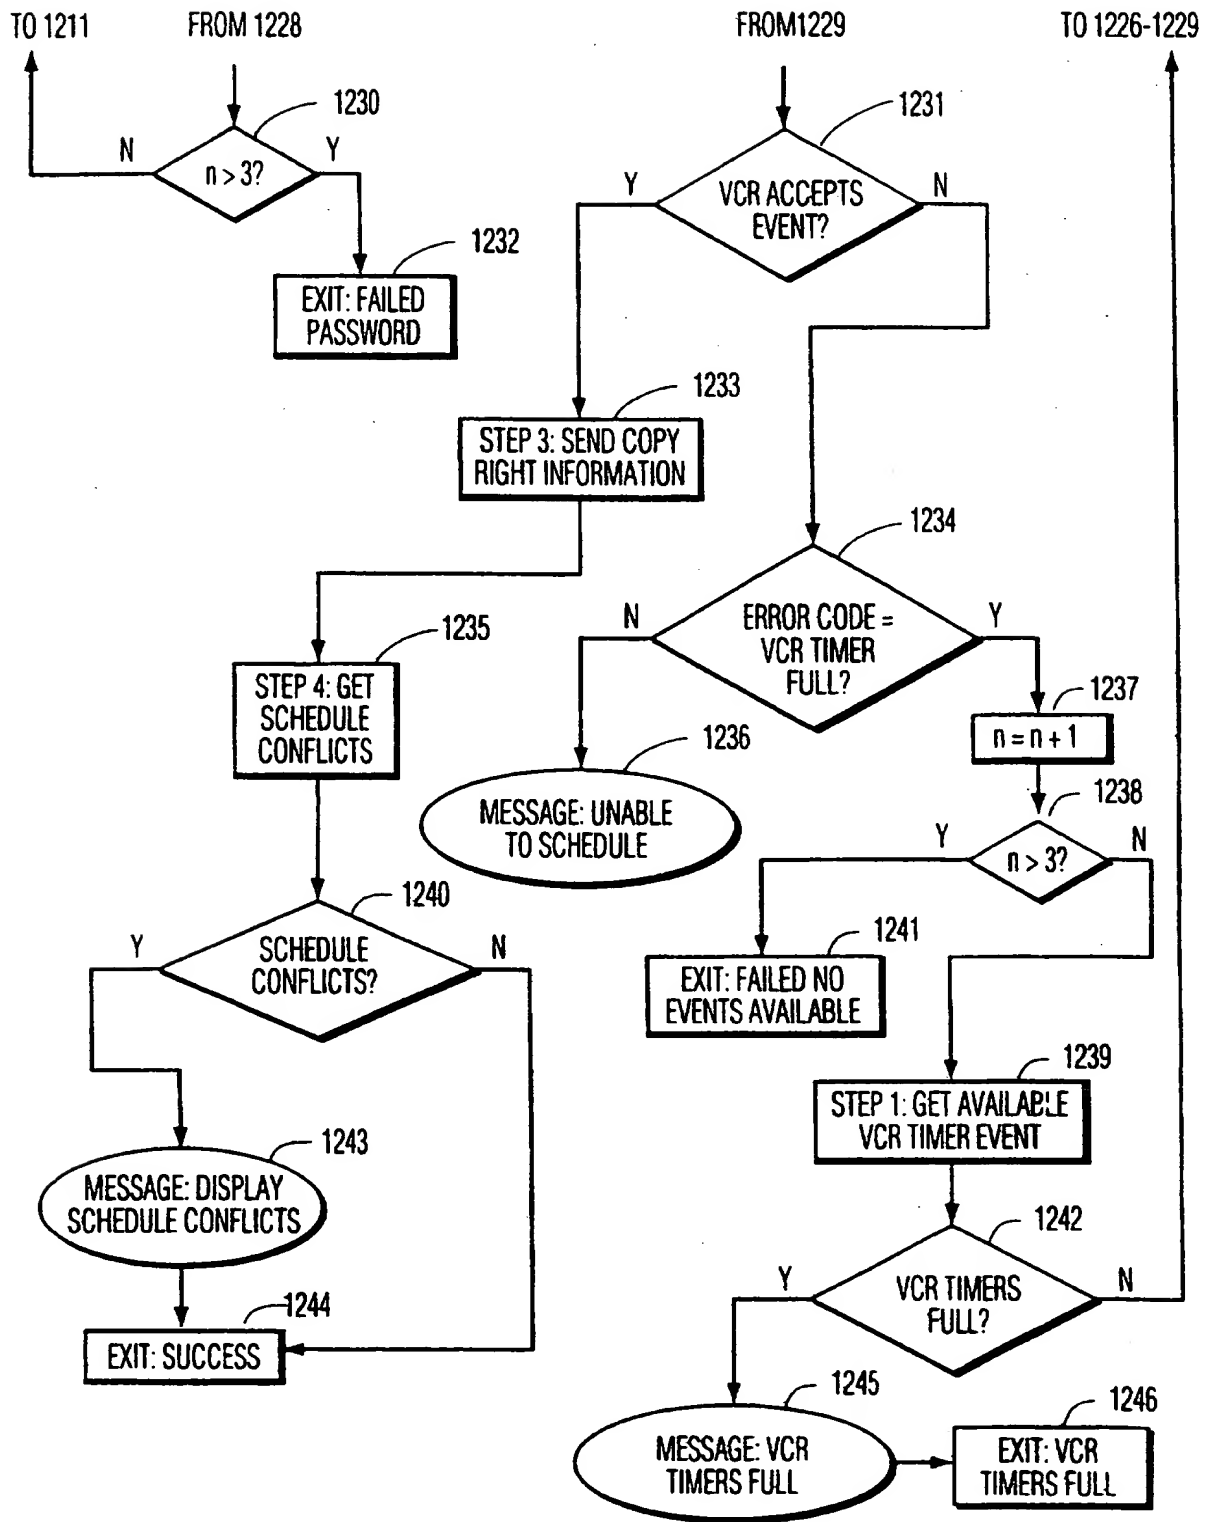 TO 1211
FROM 1228
FROM1229
TO 1226-1229
1230
n > 3?
N
Y
1231
VCR ACCEPTS
EVENT?
Y
N
1232
EXIT: FAILED
PASSWORD
1233
STEP 3: SEND COPY
RIGHT INFORMATION
1234
ERROR CODE =
VCR TIMER
FULL?
N
Y
1235
STEP 4: GET
SCHEDULE
CONFLICTS
1236
MESSAGE: UNABLE
TO SCHEDULE
1237
n = n + 1
1238
n > 3?
Y
N
1240
SCHEDULE
CONFLICTS?
Y
N
1241
EXIT: FAILED NO
EVENTS AVAILABLE
1239
STEP 1: GET AVAILABLE
VCR TIMER EVENT
1243
MESSAGE: DISPLAY
SCHEDULE CONFLICTS
1242
VCR TIMERS
FULL?
Y
N
1244
EXIT: SUCCESS
1245
MESSAGE: VCR
TIMERS FULL
1246
EXIT: VCR
TIMERS FULL